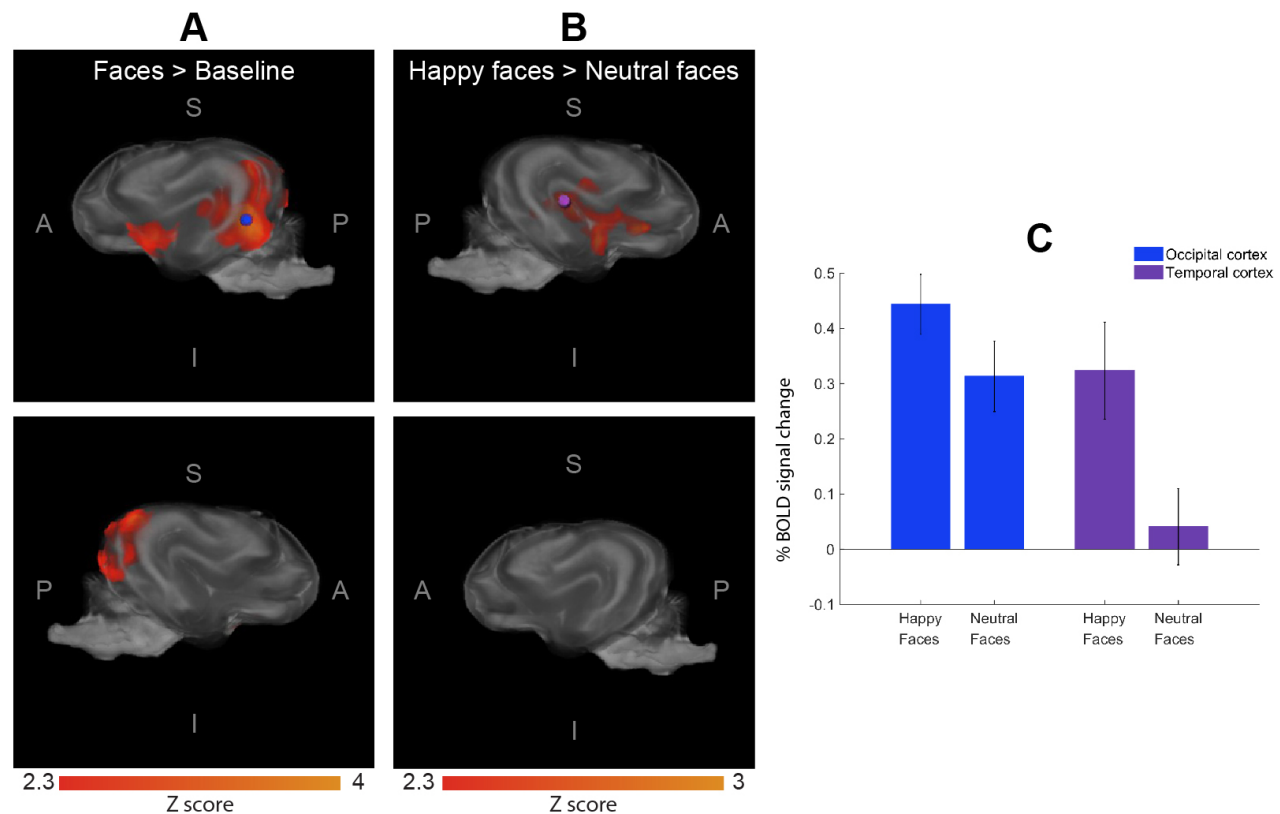 A
Faces > Baseline
S
A
P
I
S
P
A
I
2.3
4
Z score
B
Happy faces > Neutral faces
S
P
A
I
S
A
P
I
2.3
3
Z score
C
Occipital cortex
Temporal cortex
% BOLD signal change
0.5
0.4
0.3
0.2
0.1
0
-0.1
Happy
Faces
Neutral
Faces
Happy
Faces
Neutral
Faces